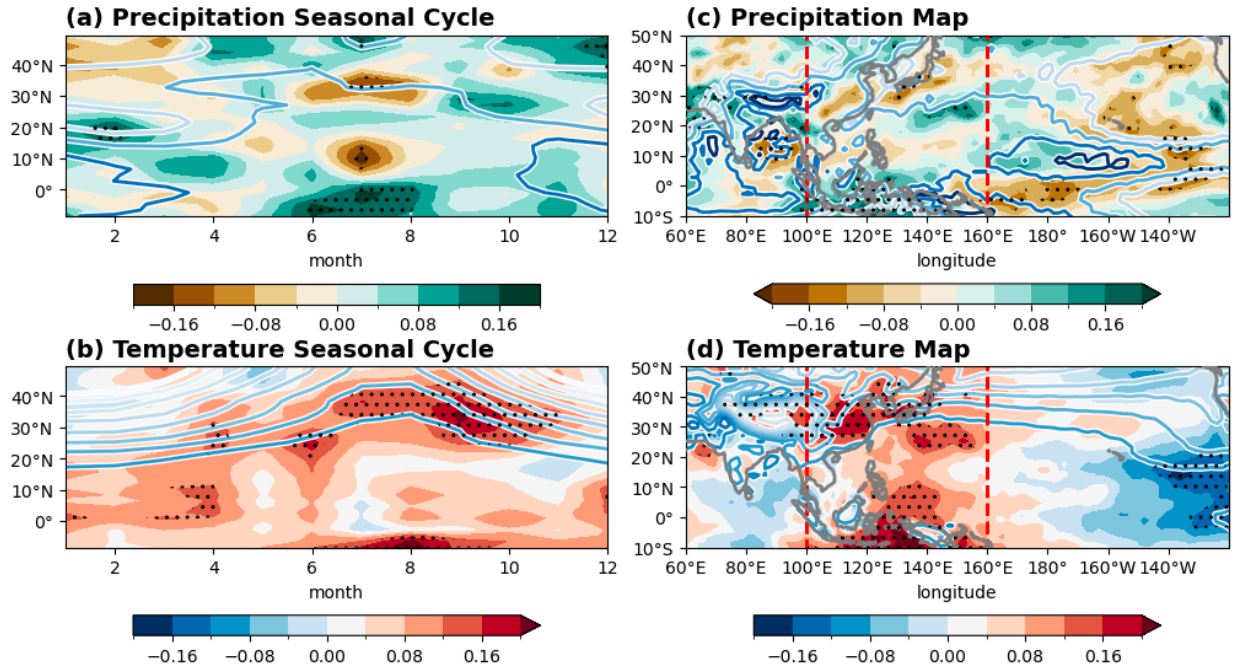 (a) Precipitation Seasonal Cycle
40°N
30°N
20°N
10°N
0°
2 4 6 8 10 12
month
−0.16 −0.08 0.00 0.08 0.16
(c) Precipitation Map
50°N
40°N
30°N
20°N
10°N
0°
10°S
60°E 80°E 100°E 120°E 140°E 160°E 180°W 160°W 140°W
longitude
−0.16 −0.08 0.00 0.08 0.16
(b) Temperature Seasonal Cycle
40°N
30°N
20°N
10°N
0°
2 4 6 8 10 12
month
−0.16 −0.08 0.00 0.08 0.16
(d) Temperature Map
50°N
40°N
30°N
20°N
10°N
0°
10°S
60°E 80°E 100°E 120°E 140°E 160°E 180°W 160°W 140°W
longitude
−0.16 −0.08 0.00 0.08 0.16